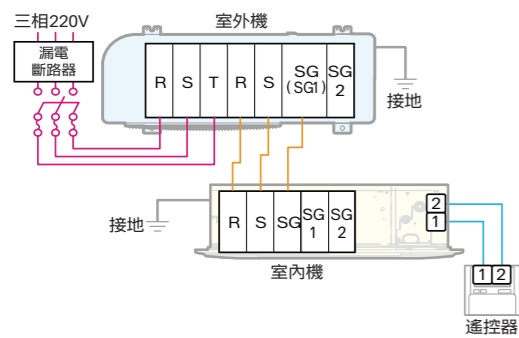 三相220V
室外機
漏電
斷路器
R S T R S SG (SG1) SG 2
接地
接地
R S SG SG 1 SG 2
2
1
室內機
1 2
遙控器